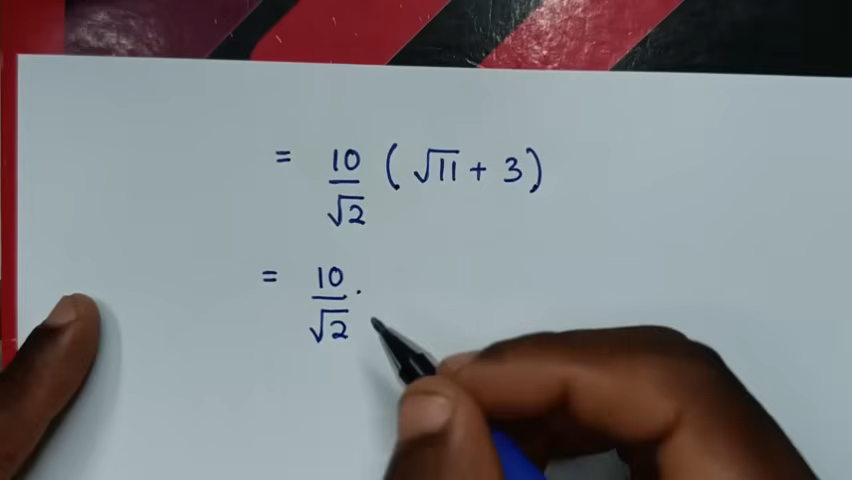 = 10/√2 ( √11 + 3 )
= 10/√2 .